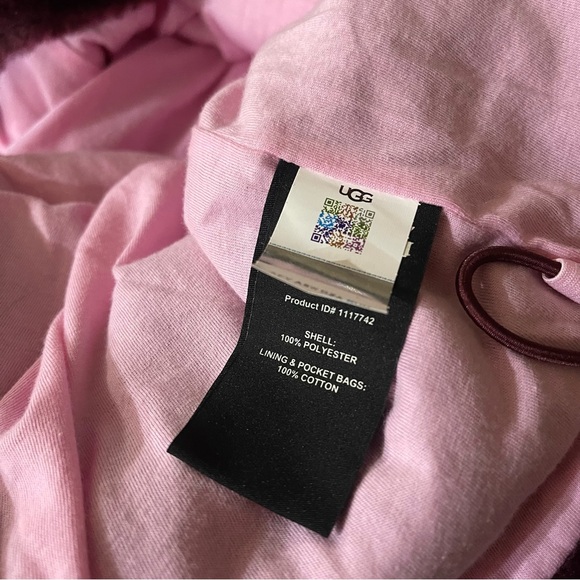 UGG
Product ID# 1117742
SHELL:
100% POLYESTER
LINING & POCKET BAGS:
100% COTTON